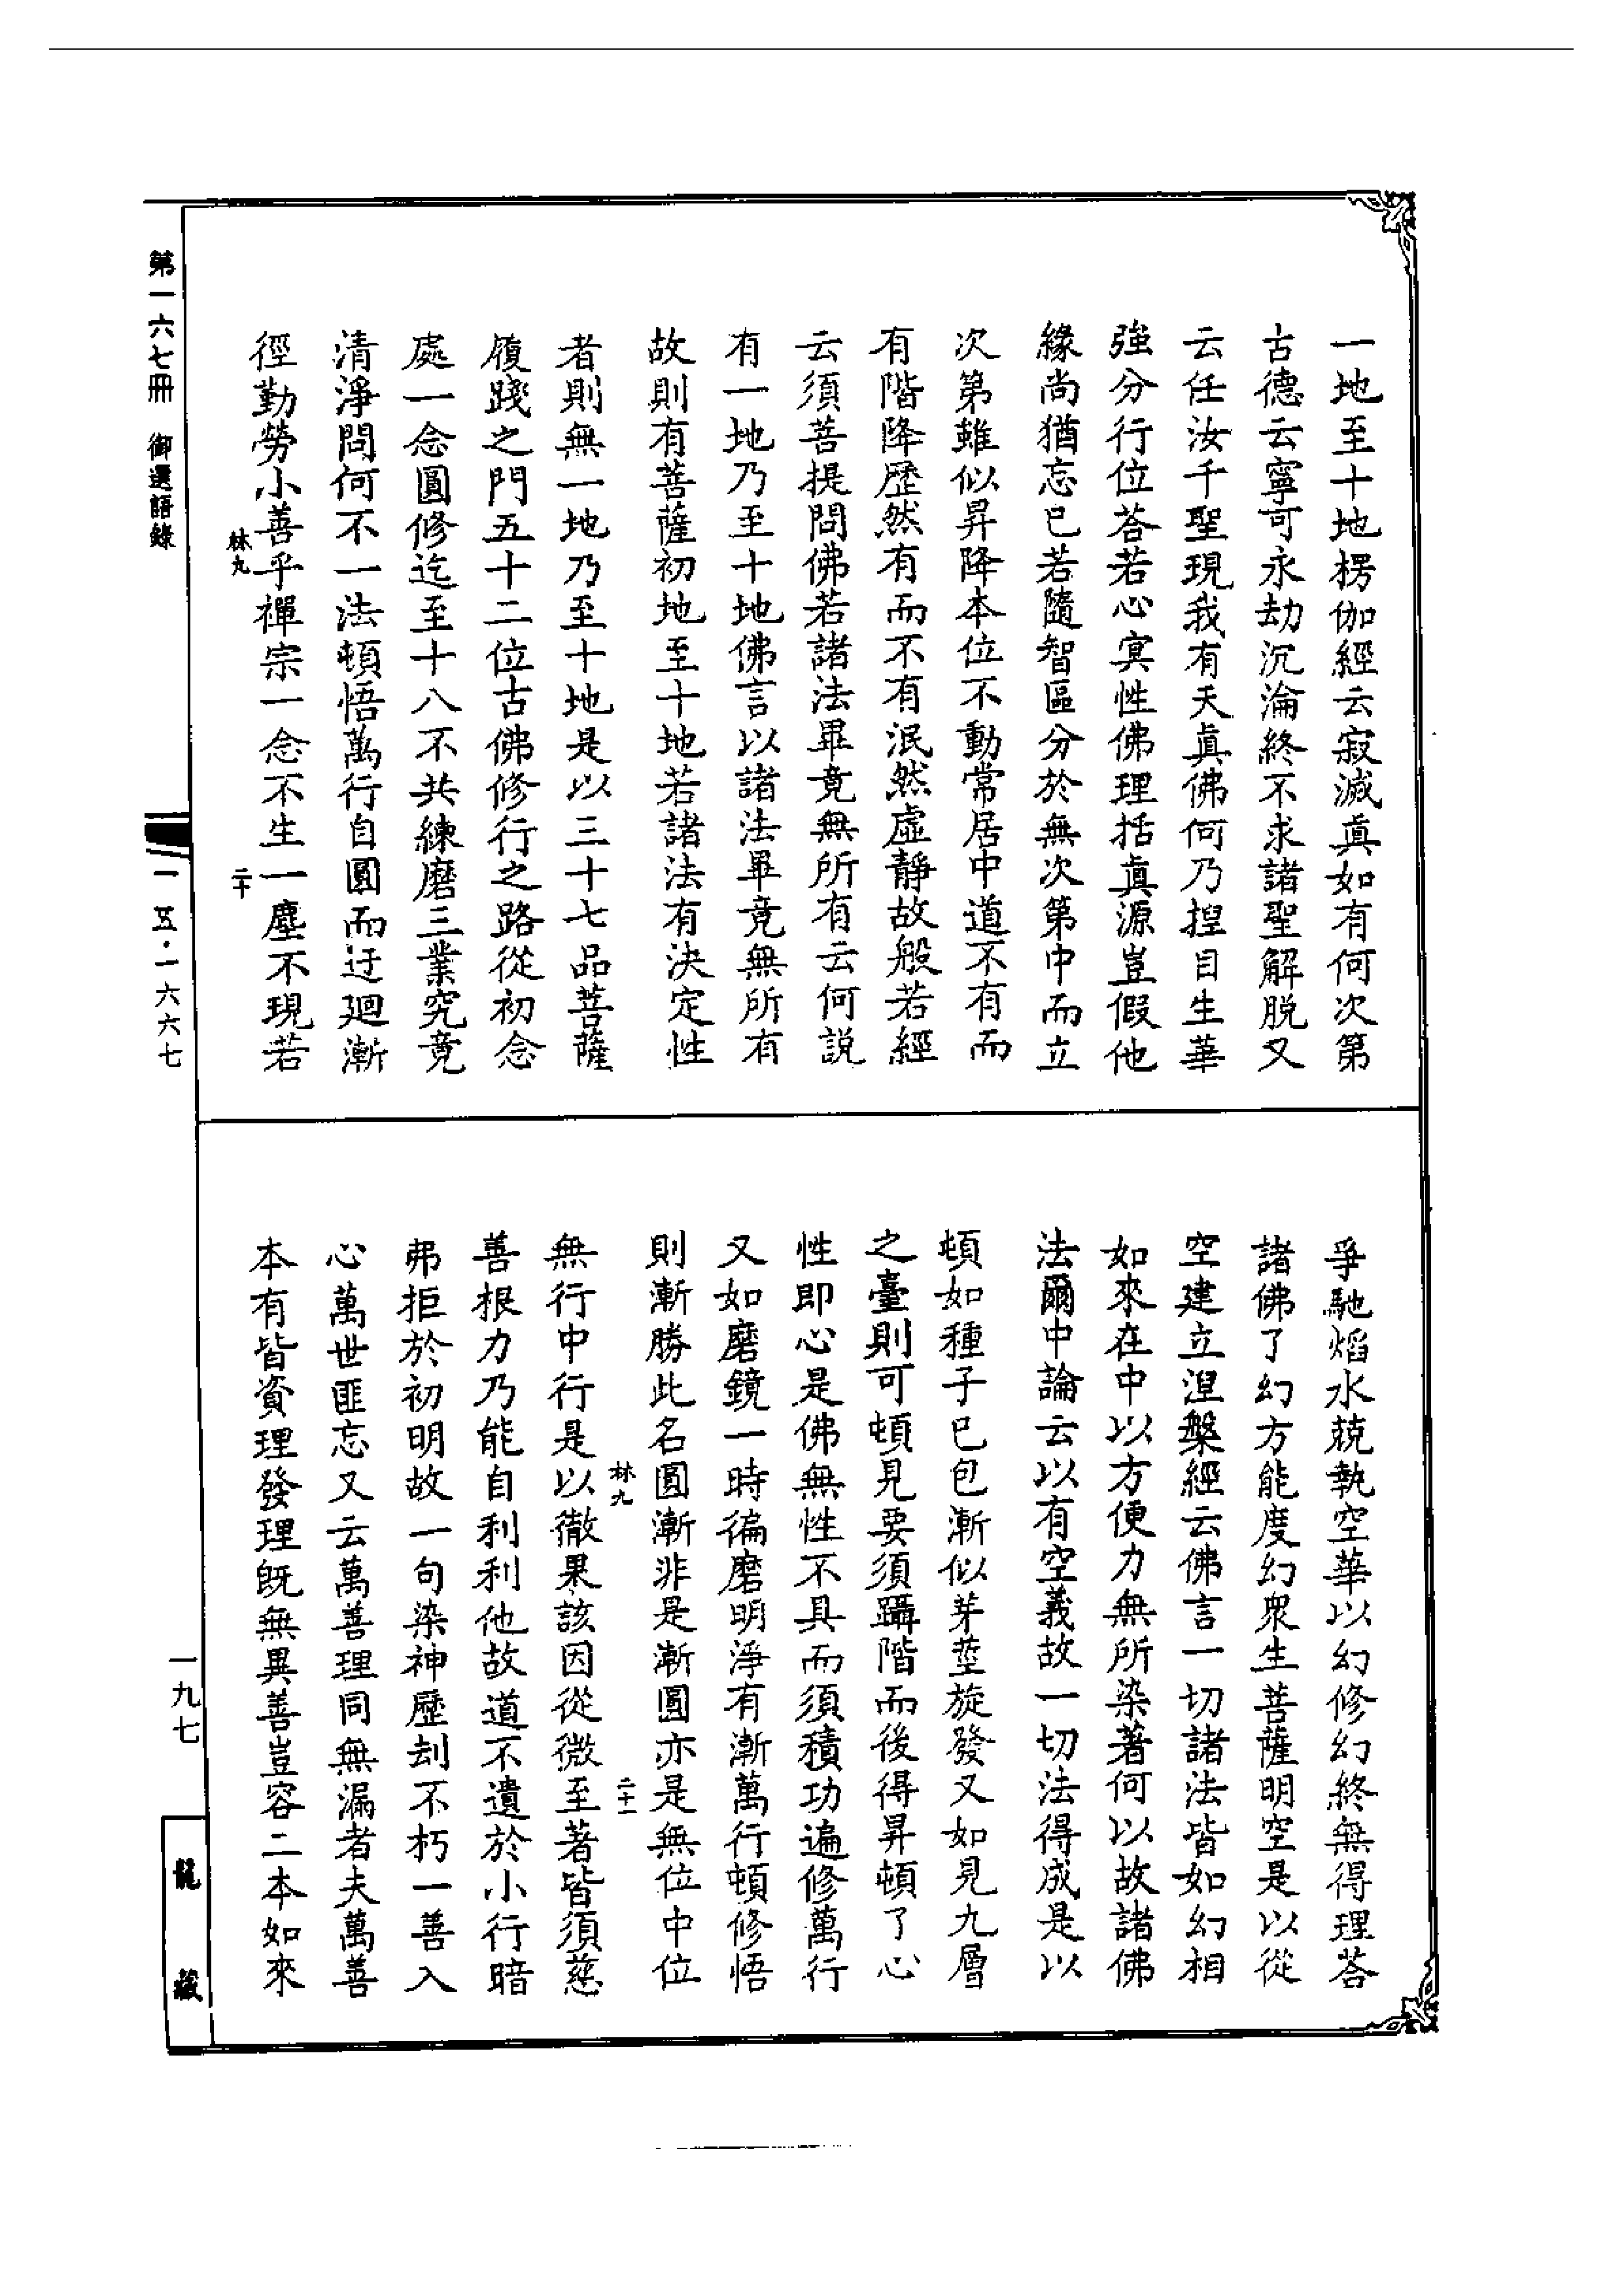 一地至十地楞伽經云寂滅真如有何次第
古德云寧可永劫沉淪終不求諸聖解脫又
云任汝千聖現我有天真佛何乃揑目生華
強分行位荅若心冥性佛理括真源豈假他
緣尚猶忘已若隨智區分於無次第中而立
次第雖似昇降本位不動常居中道不有而
有階降歷然有而不有泯然虛靜故般若經
云須菩提問佛若諸法畢竟無所有云何說
有一地乃至十地佛言以諸法畢竟無所有
故則有菩薩初地至十地若諸法有決定性
者則無一地乃至十地是以三十七品菩薩
履踐之門五十二位古佛修行之路從初念
處一念圓修迄至十八不共練磨三業究竟
清淨問何不一法頓悟萬行自圓而迂廻漸
徑勤勞小善乎禪宗一念不生一塵不現若
林九
二十
爭馳焰水兢執空華以幻修幻終無得理荅
諸佛了幻方能度幻衆生菩薩明空是以從
空建立涅槃經云佛言一切諸法皆如幻相
如來在中以方便力無所染著何以故諸佛
法爾中論云以有空義故一切法得成是以
頓如種子已包漸似芽莖旋發又如見九層
之臺則可頓見要須躡階而後得昇頓了心
性即心是佛無性不具而須積功遍修萬行
又如磨鏡一時徧磨明淨有漸萬行頓修悟
則漸勝此名圓漸非是漸圓亦是無位中位
林九
二十一
無行中行是以徹果該因從微至著皆須慈
善根力乃能自利利他故道不遺於小行暗
弗拒於初明故一句染神歷刦不朽一善入
心萬世匪忘又云萬善理同無漏者夫萬善
本有皆資理發理既無異善豈容二本如來
第一六七冊 御選語錄
一五·一六六七
一九七
龍藏